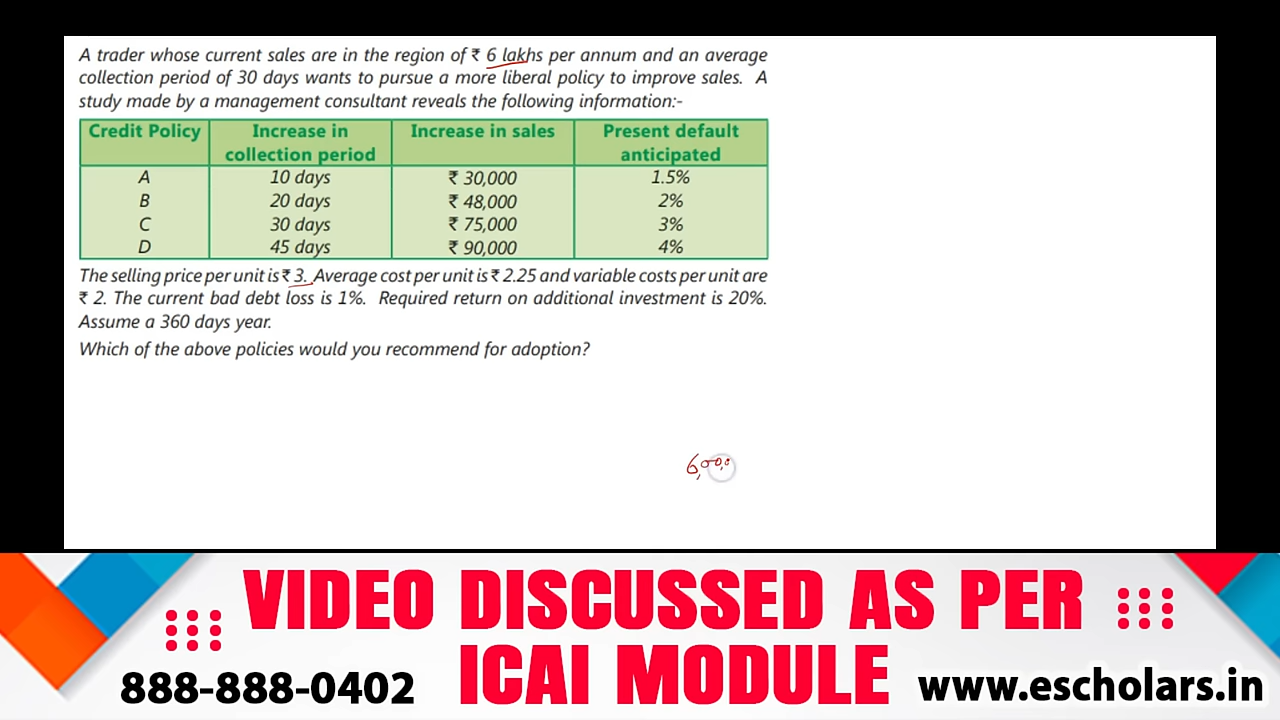 A trader whose current sales are in the region of ₹ 6 lakhs per annum and an average
collection period of 30 days wants to pursue a more liberal policy to improve sales. A
study made by a management consultant reveals the following information:-
Credit Policy Increase in collection period Increase in sales Present default anticipated
A 10 days ₹ 30,000 1.5%
B 20 days ₹ 48,000 2%
C 30 days ₹ 75,000 3%
D 45 days ₹ 90,000 4%
The selling price per unit is ₹ 3. Average cost per unit is ₹ 2.25 and variable costs per unit are
₹ 2. The current bad debt loss is 1%. Required return on additional investment is 20%.
Assume a 360 days year.
Which of the above policies would you recommend for adoption?
VIDEO DISCUSSED AS PER
ICAI MODULE
888-888-0402
www.escholars.in